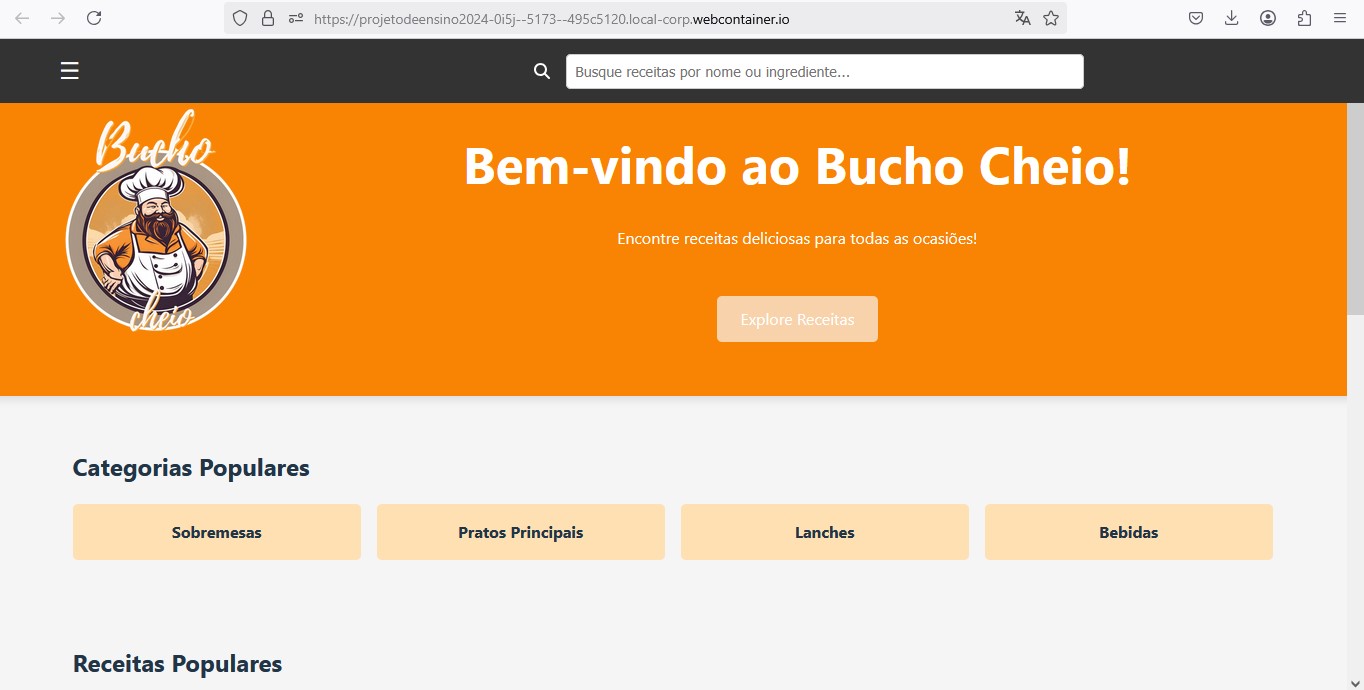 https://projetodeensino2024-0i5j--5173--495c5120.local-corp.webcontainer.io
Busque receitas por nome ou ingrediente...
Bucho
cheio
Bem-vindo ao Bucho Cheio!
Encontre receitas deliciosas para todas as ocasiões!
Explore Receitas
Categorias Populares
Sobremesas
Pratos Principais
Lanches
Bebidas
Receitas Populares